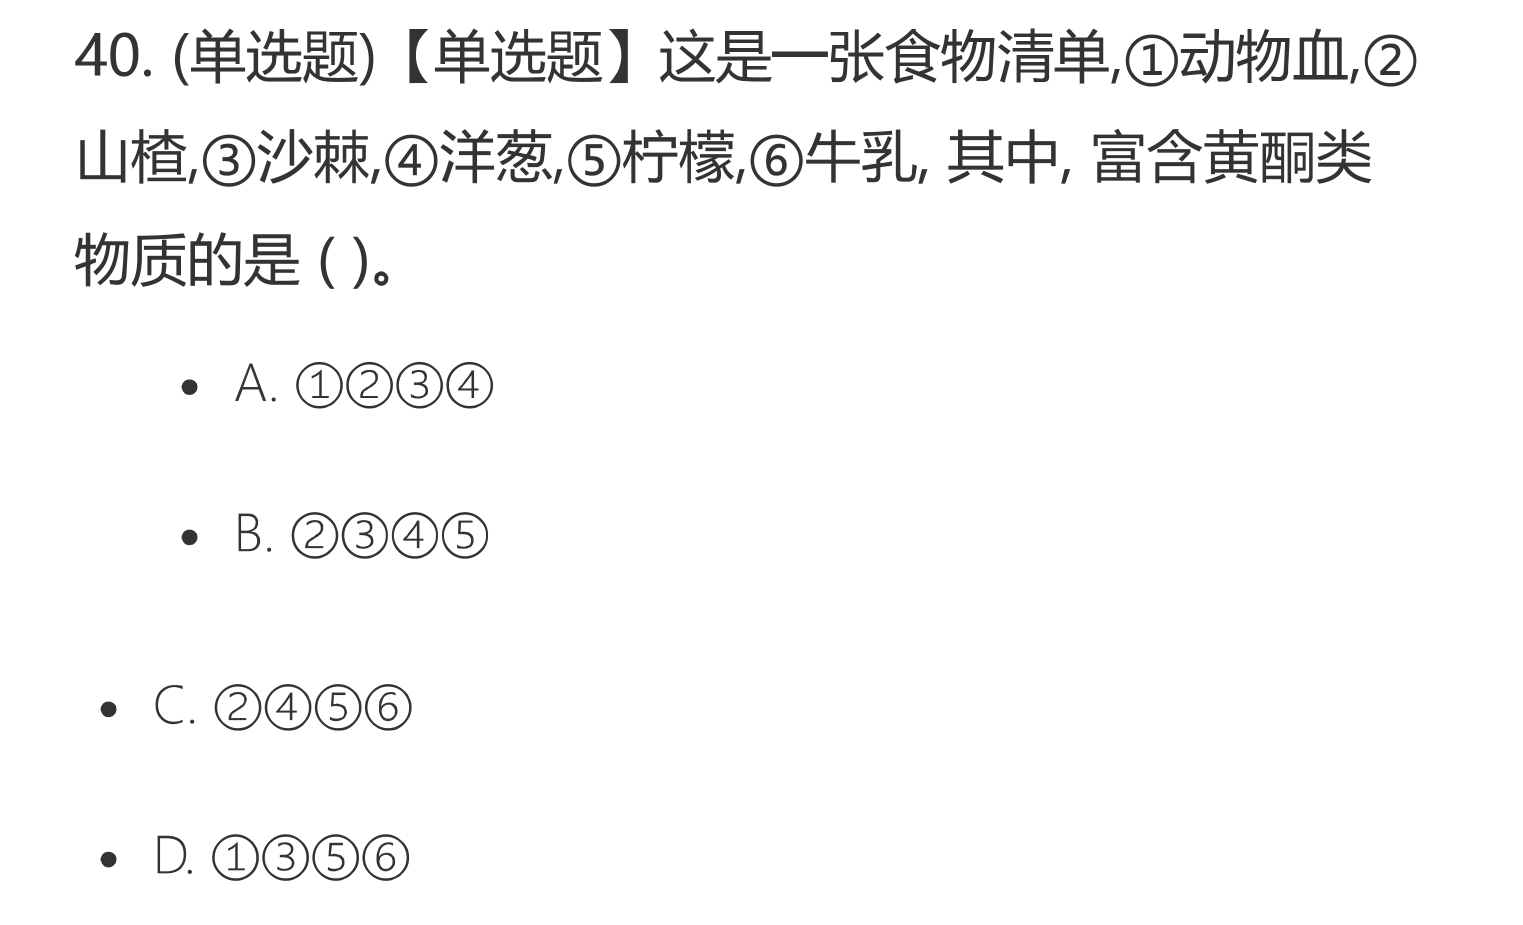 40. (单选题)【单选题】这是一张食物清单,①动物血,②
山楂,③沙棘,④洋葱,⑤柠檬,⑥牛乳, 其中, 富含黄酮类
物质的是 ( )。
• A. ①②③④
• B. ②③④⑤
• C. ②④⑤⑥
• D. ①③⑤⑥